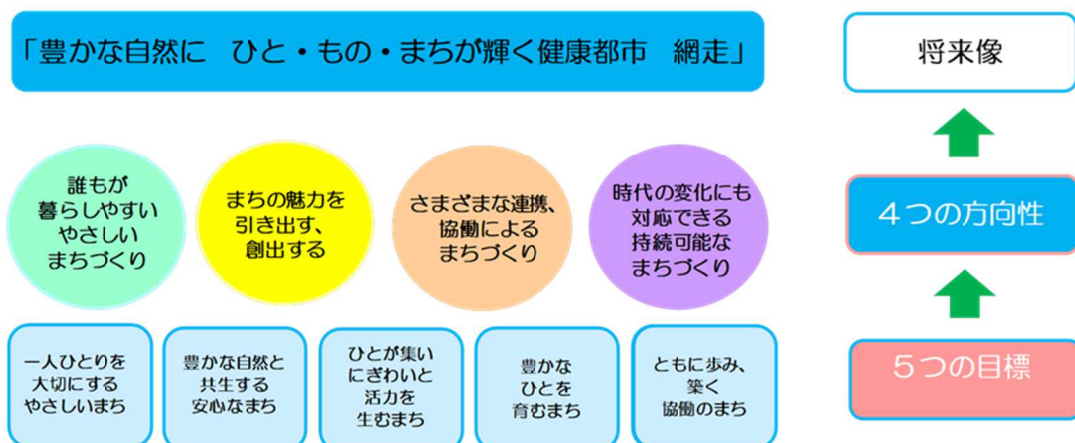 「豊かな自然に　ひと・もの・まちが輝く健康都市　網走」
将来像
誰もが
暮らしやすい
やさしい
まちづくり
まちの魅力を
引き出す、
創出する
さまざまな連携、
協働による
まちづくり
時代の変化にも
対応できる
持続可能な
まちづくり
４つの方向性
一人ひとりを
大切にする
やさしいまち
豊かな自然と
共生する
安心なまち
ひとが集い
にぎわいと
活力を
生むまち
豊かな
ひとを
育むまち
ともに歩み、
築く
協働のまち
５つの目標